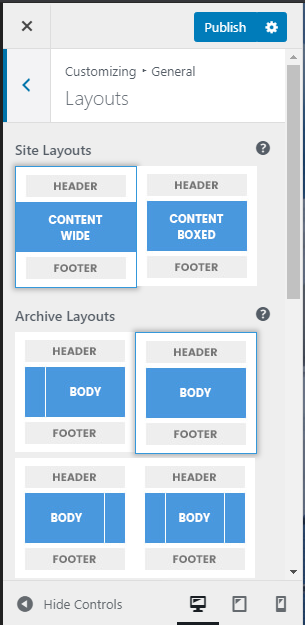 × Publish
Customizing ▸ General
Layouts
Site Layouts ?
HEADER HEADER
CONTENT WIDE CONTENT BOXED
FOOTER FOOTER
Archive Layouts ?
HEADER HEADER
BODY BODY
FOOTER FOOTER
HEADER HEADER
BODY BODY
FOOTER FOOTER
Hide Controls